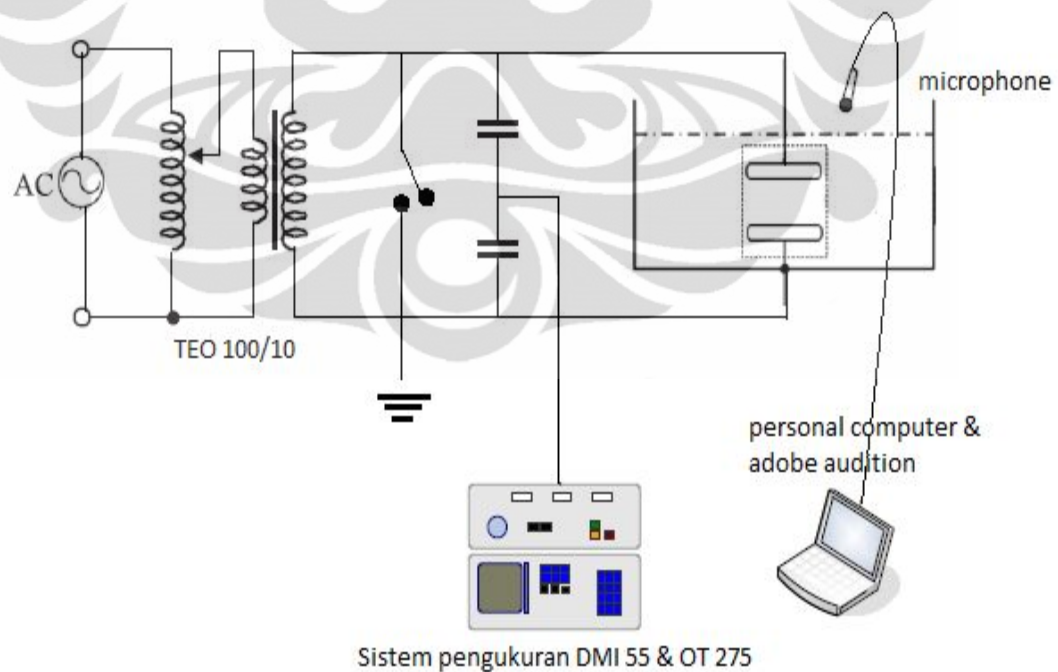 microphone
AC
TEO 100/10
personal computer &
adobe audition
Sistem pengukuran DMI 55 & OT 275